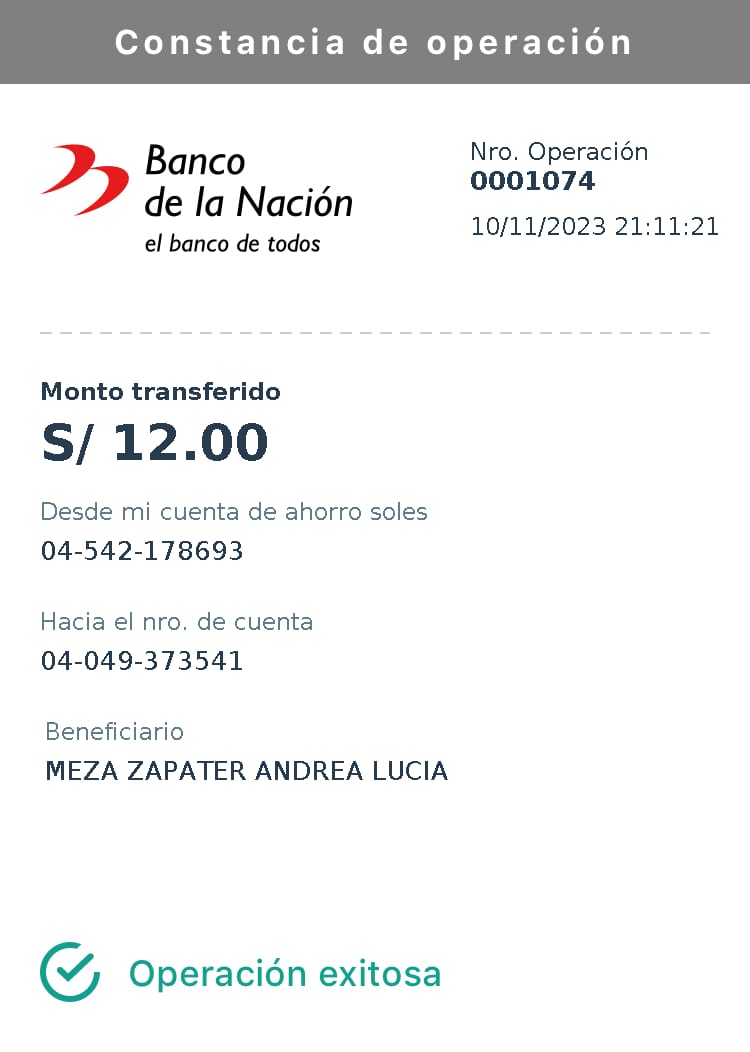 Constancia de operación
Banco
de la Nación
el banco de todos
Nro. Operación
0001074
10/11/2023 21:11:21
Monto transferido
S/ 12.00
Desde mi cuenta de ahorro soles
04-542-178693
Hacia el nro. de cuenta
04-049-373541
Beneficiario
MEZA ZAPATER ANDREA LUCIA
Operación exitosa